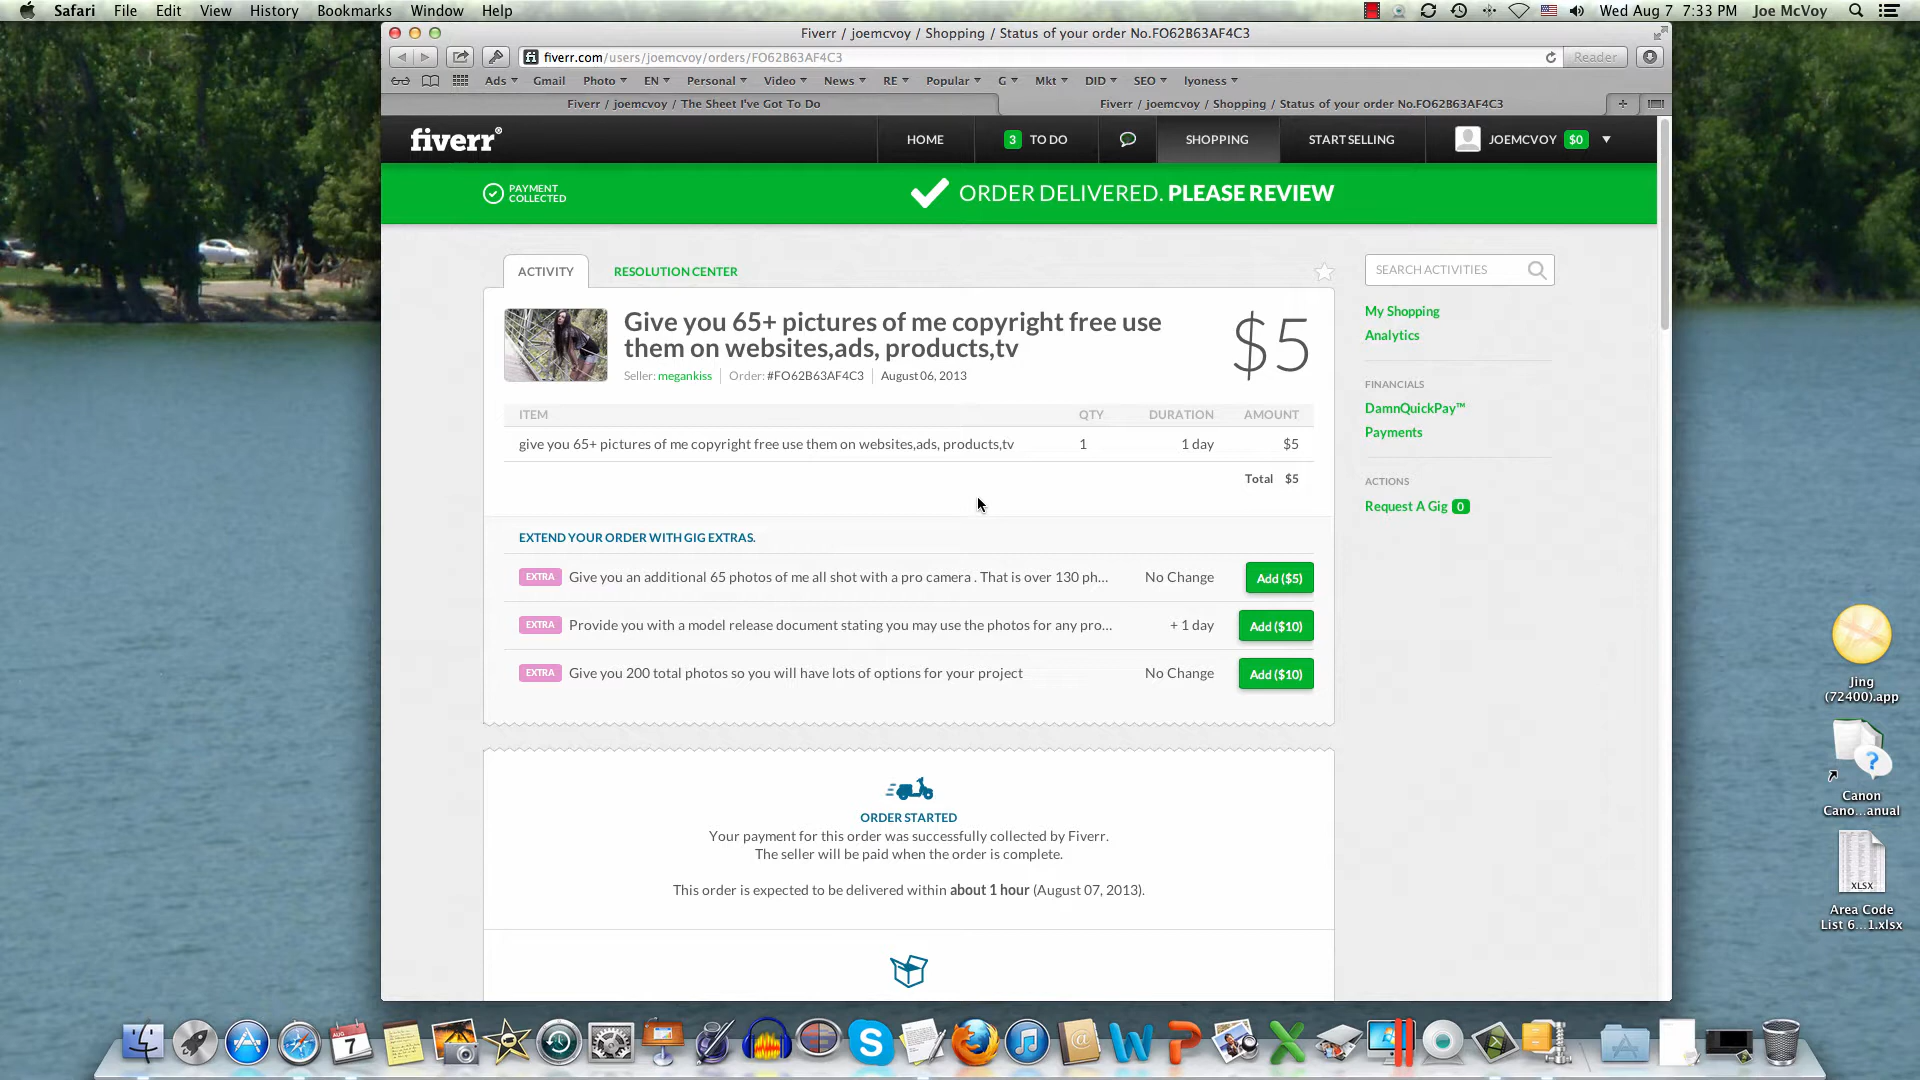 Safari File Edit View History Bookmarks Window Help
Wed Aug 7 7:33 PM Joe McVoy
Fiverr / joemcvoy / Shopping / Status of your order No.FO62B63AF4C3
fiverr.com/users/joemcvoy/orders/FO62B63AF4C3
Reader
Ads Gmail Photo EN Personal Video News RE Popular G Mkt DID SEO lyoness
Fiverr / joemcvoy / The Sheet I've Got To Do
Fiverr / joemcvoy / Shopping / Status of your order No.FO62B63AF4C3
fiverr®
HOME
3 TO DO
SHOPPING
START SELLING
JOEMCVOY $0
PAYMENT
COLLECTED
ORDER DELIVERED. PLEASE REVIEW
ACTIVITY
RESOLUTION CENTER
Give you 65+ pictures of me copyright free use
them on websites,ads, products,tv
Seller: megankiss Order: #FO62B63AF4C3 August 06, 2013
$5
ITEM QTY DURATION AMOUNT
give you 65+ pictures of me copyright free use them on websites,ads, products,tv 1 1 day $5
Total $5
EXTEND YOUR ORDER WITH GIG EXTRAS.
EXTRA Give you an additional 65 photos of me all shot with a pro camera . That is over 130 ph... No Change Add ($5)
EXTRA Provide you with a model release document stating you may use the photos for any pro... + 1 day Add ($10)
EXTRA Give you 200 total photos so you will have lots of options for your project No Change Add ($10)
ORDER STARTED
Your payment for this order was successfully collected by Fiverr.
The seller will be paid when the order is complete.
This order is expected to be delivered within about 1 hour (August 07, 2013).
SEARCH ACTIVITIES
My Shopping
Analytics
FINANCIALS
DamnQuickPay™
Payments
ACTIONS
Request A Gig 0
Jing
(72400).app
Canon
Cano...anual
XLSX
Area Code
List 6...1.xlsx
AUG
7